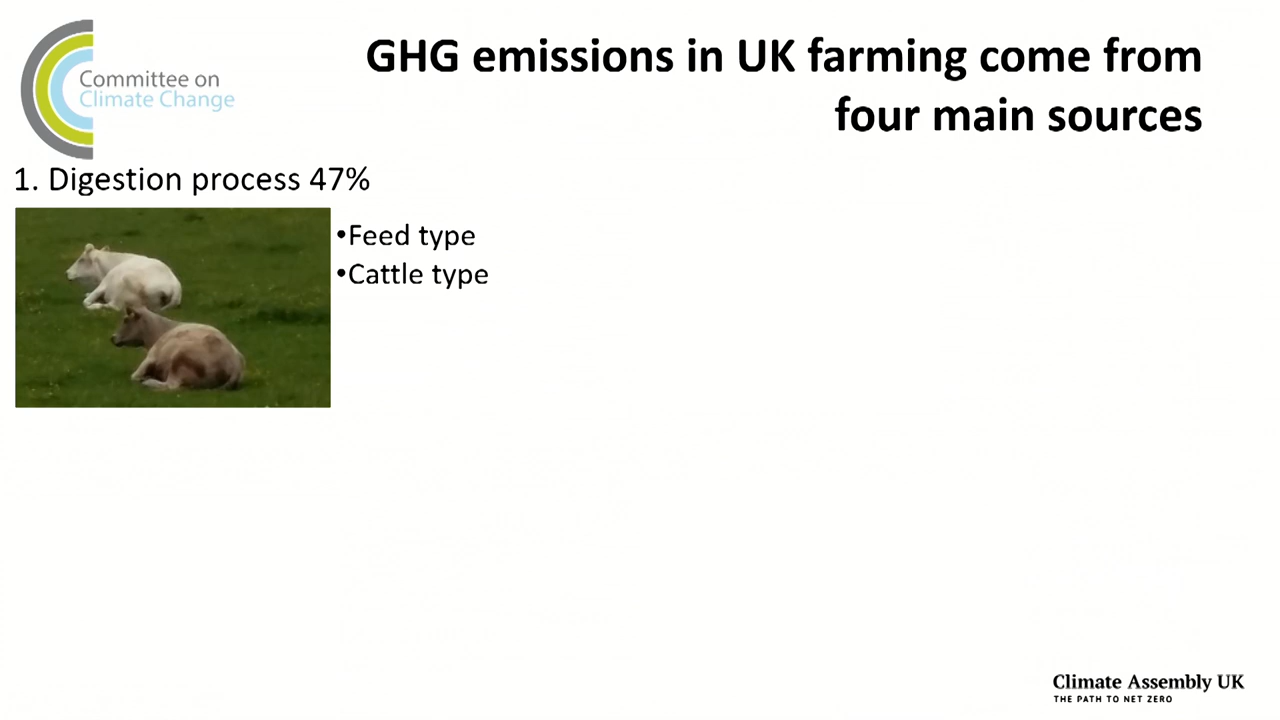 Committee on
Climate Change
GHG emissions in UK farming come from
four main sources
1. Digestion process 47%
•Feed type
•Cattle type
Climate Assembly UK
THE PATH TO NET ZERO